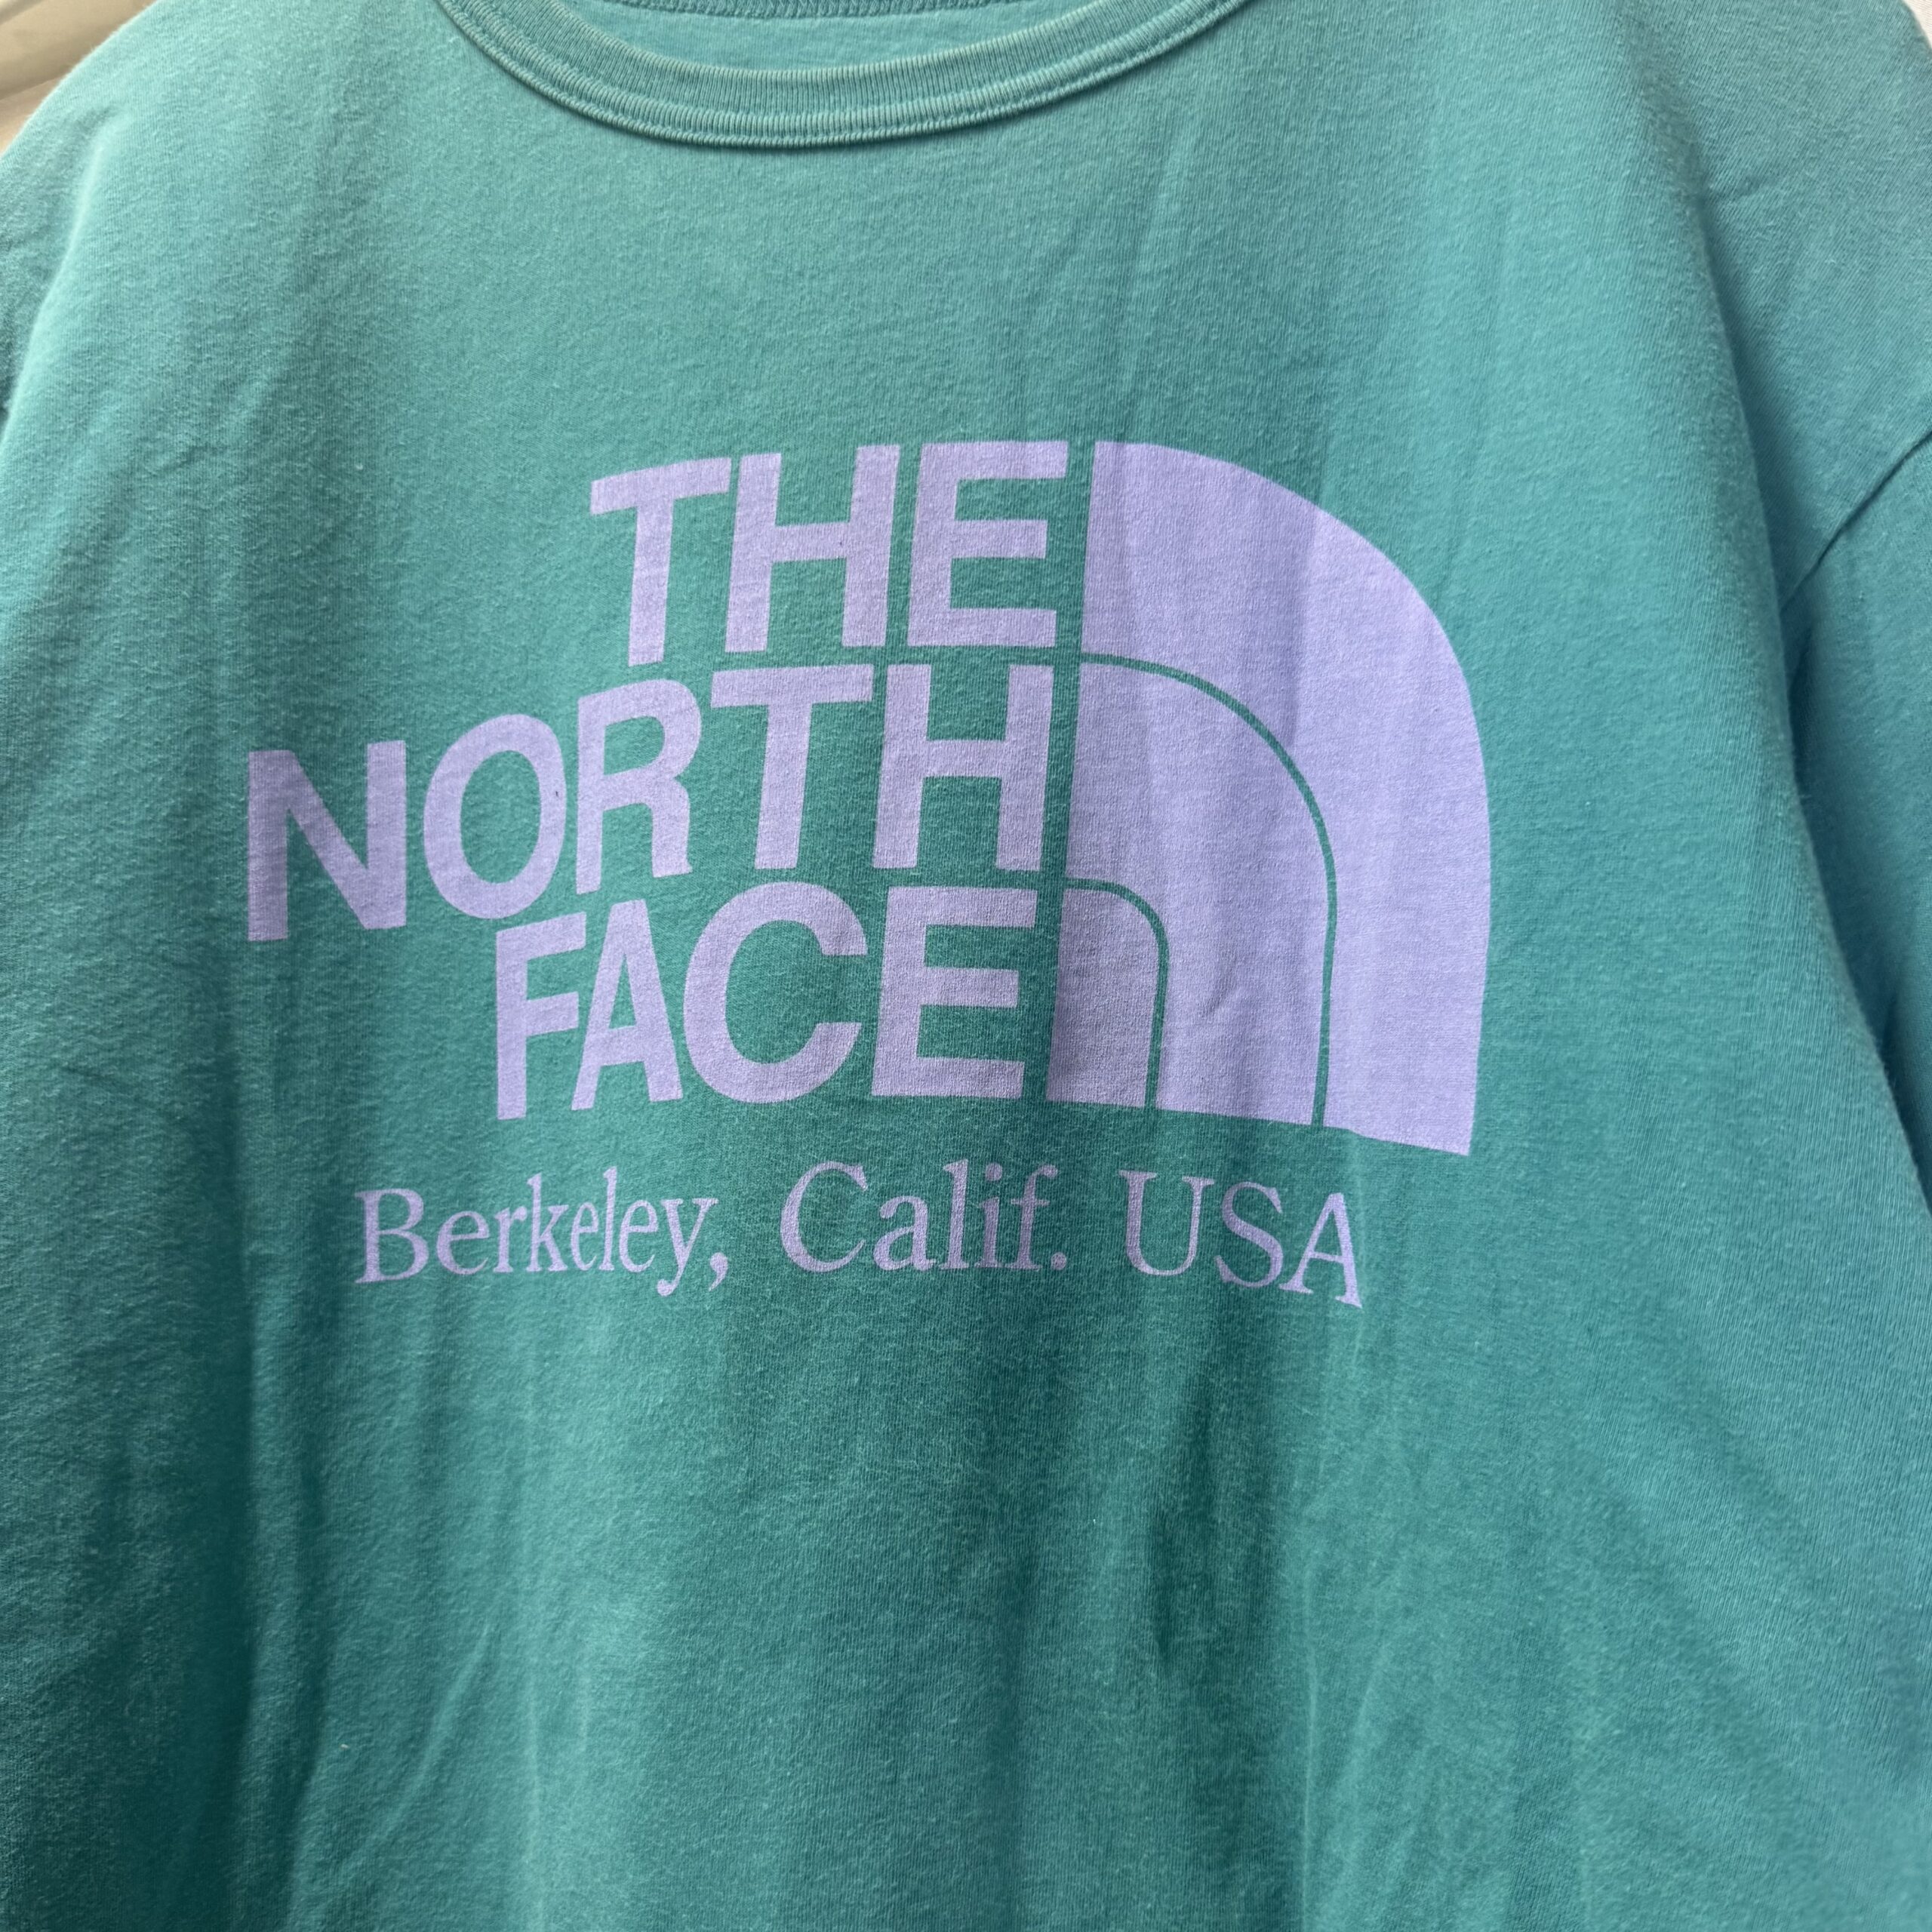 THE
NORTH
FACE
Berkeley, Calif. USA